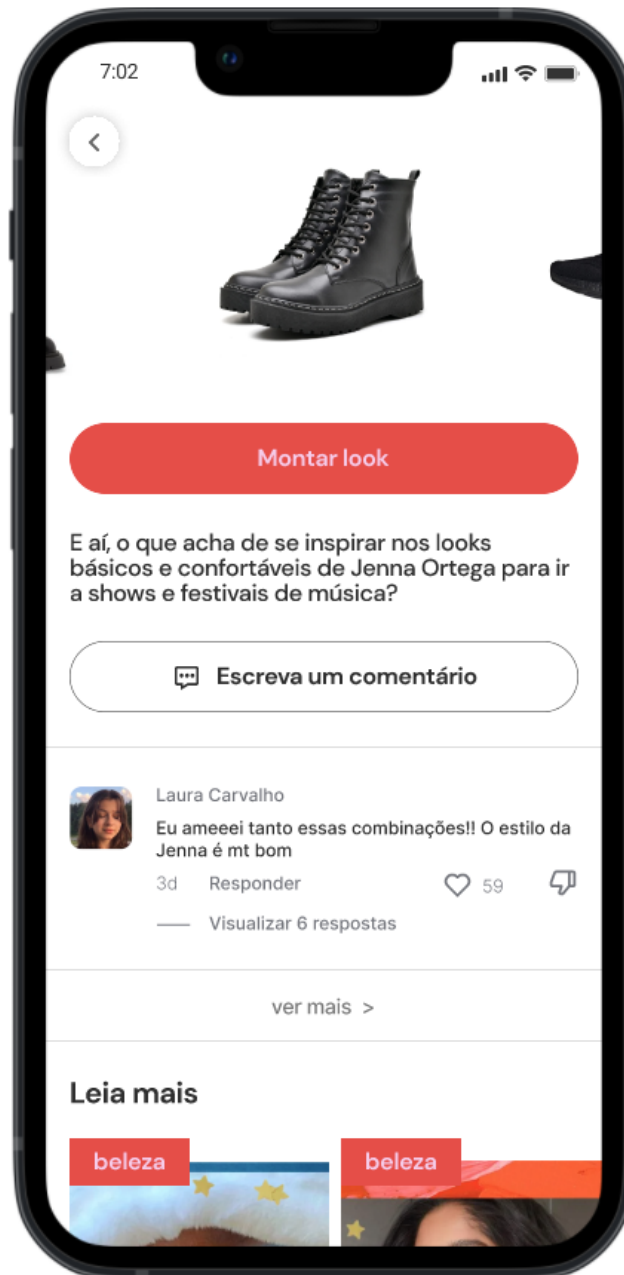 7:02
Montar look
E aí, o que acha de se inspirar nos looks
básicos e confortáveis de Jenna Ortega para ir
a shows e festivais de música?
Escreva um comentário
Laura Carvalho
Eu ameeei tanto essas combinações!! O estilo da
Jenna é mt bom
3d Responder 59
Visualizar 6 respostas
ver mais >
Leia mais
beleza beleza